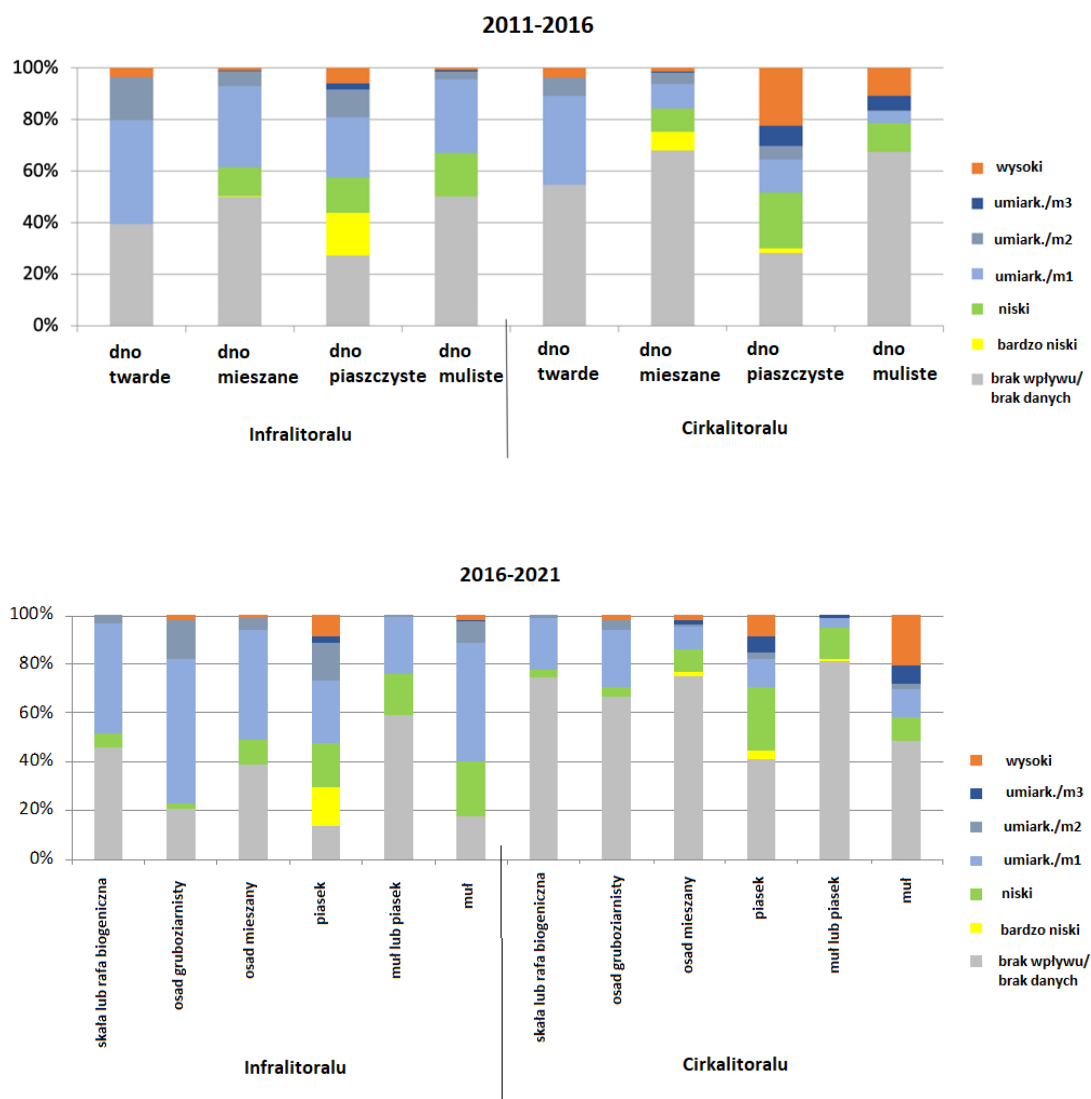 2011-2016
100%
80%
60%
40%
20%
0%
dno
twarde
dno
mieszane
dno
piaszczyste
dno
muliste
dno
twarde
dno
mieszane
dno
piaszczyste
dno
muliste
Infralitoralu
Cirkalitoralu
wysoki
umiark./m3
umiark./m2
umiark./m1
niski
bardzo niski
brak wpływu/
brak danych
2016-2021
100%
80%
60%
40%
20%
0%
skała lub rafa biogeniczna
osad gruboziarnisty
osad mieszany
piasek
muł lub piasek
muł
skała lub rafa biogeniczna
osad gruboziarnisty
osad mieszany
piasek
muł lub piasek
muł
Infralitoralu
Cirkalitoralu
wysoki
umiark./m3
umiark./m2
umiark./m1
niski
bardzo niski
brak wpływu/
brak danych